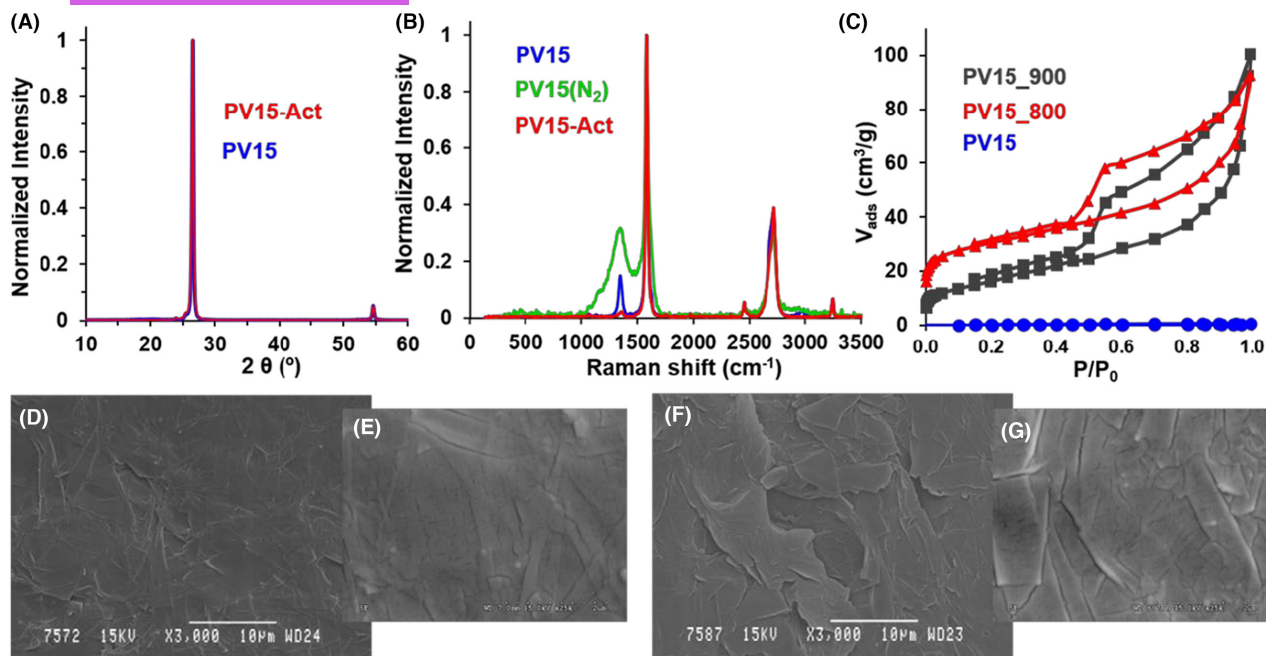 (A)
Normalized Intensity
1
0.8
0.6
0.4
0.2
0
PV15-Act
PV15
10 20 30 40 50 60
2 θ (º)
(B)
Normalized Intensity
1
0.8
0.6
0.4
0.2
0
PV15
PV15(N₂)
PV15-Act
0 500 1000 1500 2000 2500 3000 3500
Raman shift (cm⁻¹)
(C)
V_ads (cm³/g)
100
80
60
40
20
0
PV15_900
PV15_800
PV15
0.0 0.2 0.4 0.6 0.8 1.0
P/P₀
(D)
7572 15KV X3,000 10μm WD24
(E)
(F)
7587 15KV X3,000 10μm WD23
(G)